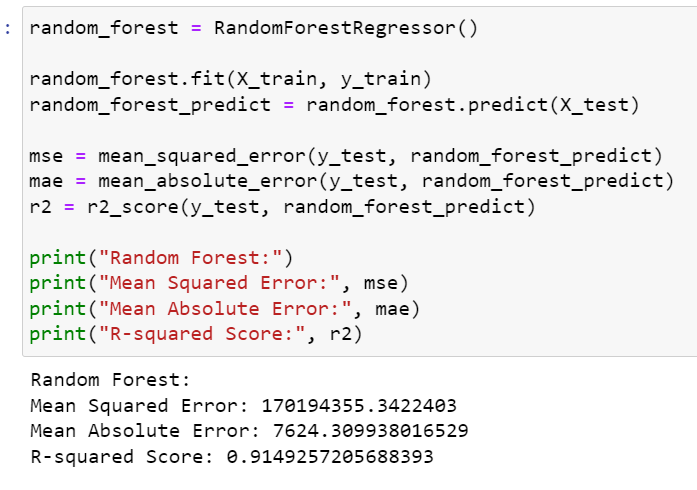 :
random_forest = RandomForestRegressor()
random_forest.fit(X_train, y_train)
random_forest_predict = random_forest.predict(X_test)
mse = mean_squared_error(y_test, random_forest_predict)
mae = mean_absolute_error(y_test, random_forest_predict)
r2 = r2_score(y_test, random_forest_predict)
print("Random Forest:")
print("Mean Squared Error:", mse)
print("Mean Absolute Error:", mae)
print("R-squared Score:", r2)
Random Forest:
Mean Squared Error: 170194355.3422403
Mean Absolute Error: 7624.309938016529
R-squared Score: 0.9149257205688393